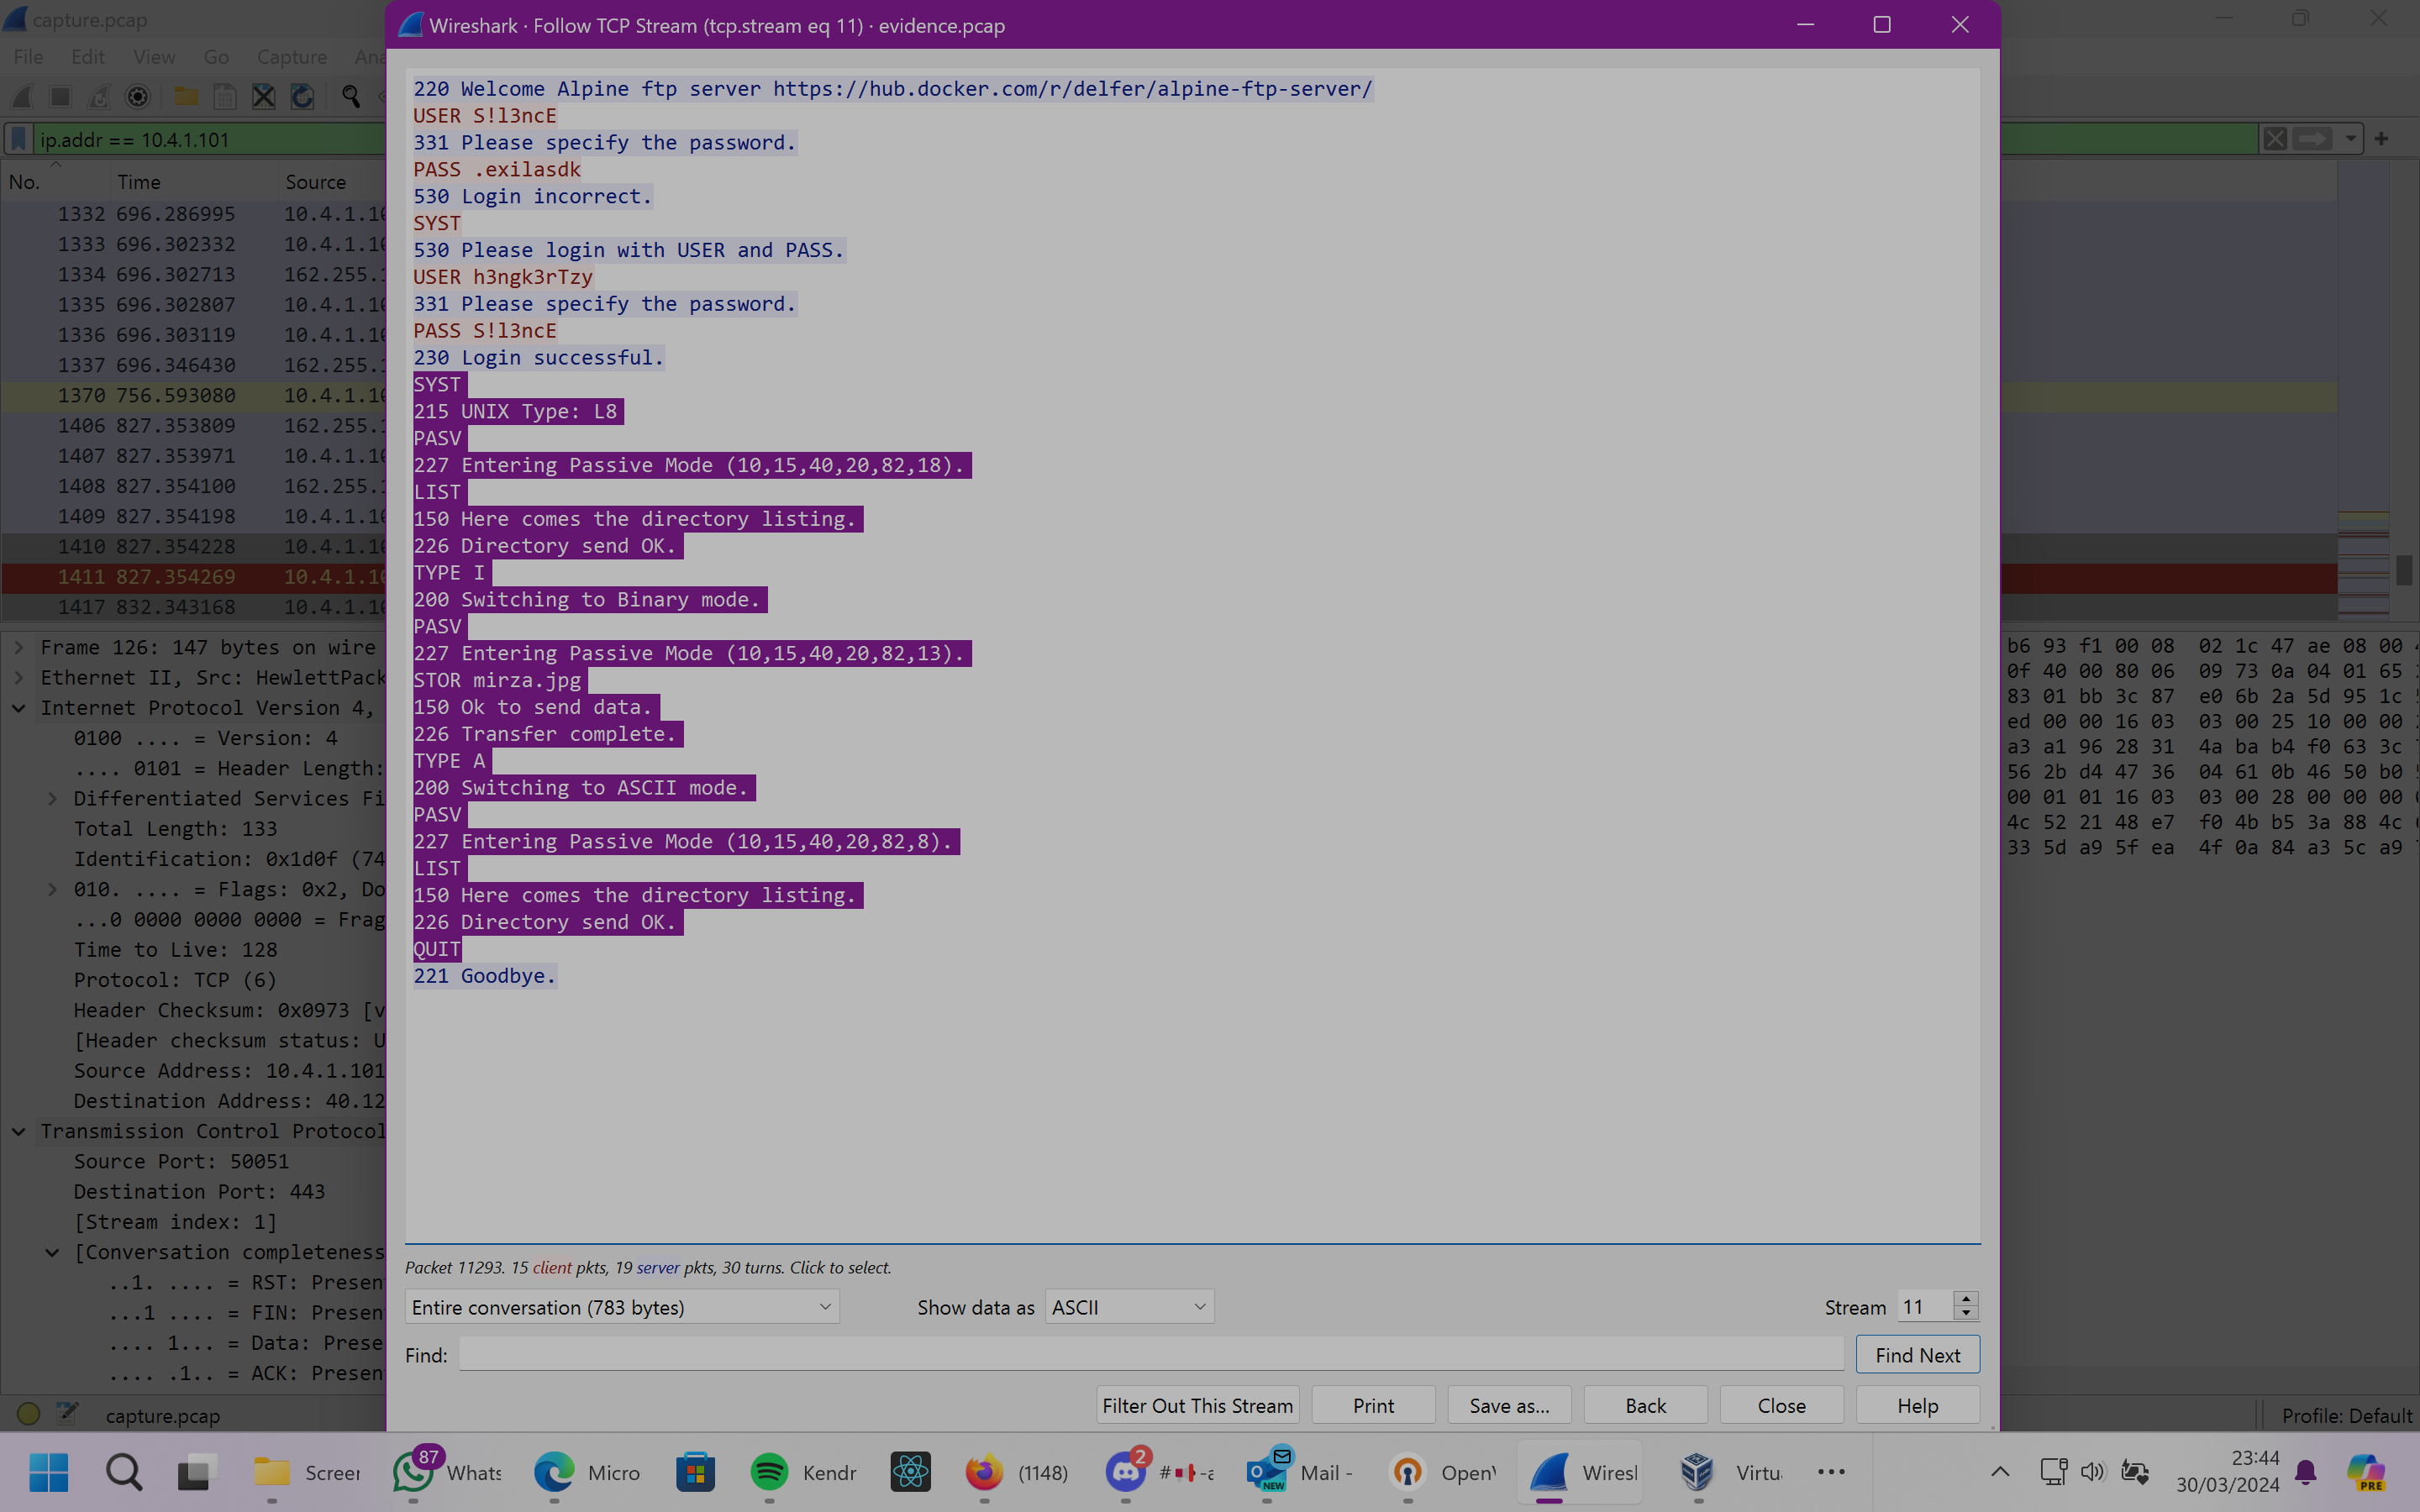 capture.pcap
File Edit View Go Capture Ana
ip.addr == 10.4.1.101
No. Time Source
1332 696.286995 10.4.1.10
1333 696.302332 10.4.1.10
1334 696.302713 162.255.1
1335 696.302807 10.4.1.10
1336 696.303119 10.4.1.10
1337 696.346430 162.255.1
1370 756.593080 10.4.1.10
1406 827.353809 162.255.1
1407 827.353971 10.4.1.10
1408 827.354100 162.255.1
1409 827.354198 10.4.1.10
1410 827.354228 10.4.1.10
1411 827.354269 10.4.1.10
1417 832.343168 10.4.1.10
Frame 126: 147 bytes on wire
Ethernet II, Src: HewlettPack
Internet Protocol Version 4,
0100 .... = Version: 4
.... 0101 = Header Length:
Differentiated Services Fi
Total Length: 133
Identification: 0x1d0f (74
010. .... = Flags: 0x2, Do
...0 0000 0000 0000 = Frag
Time to Live: 128
Protocol: TCP (6)
Header Checksum: 0x0973 [v
[Header checksum status: U
Source Address: 10.4.1.101
Destination Address: 40.12
Transmission Control Protocol
Source Port: 50051
Destination Port: 443
[Stream index: 1]
[Conversation completeness
..1. .... = RST: Presen
...1 .... = FIN: Presen
.... 1... = Data: Prese
.... .1.. = ACK: Presen
capture.pcap
Wireshark · Follow TCP Stream (tcp.stream eq 11) · evidence.pcap
220 Welcome Alpine ftp server https://hub.docker.com/r/delfer/alpine-ftp-server/
USER S!l3ncE
331 Please specify the password.
PASS .exilasdk
530 Login incorrect.
SYST
530 Please login with USER and PASS.
USER h3ngk3rTzy
331 Please specify the password.
PASS S!l3ncE
230 Login successful.
SYST
215 UNIX Type: L8
PASV
227 Entering Passive Mode (10,15,40,20,82,18).
LIST
150 Here comes the directory listing.
226 Directory send OK.
TYPE I
200 Switching to Binary mode.
PASV
227 Entering Passive Mode (10,15,40,20,82,13).
STOR mirza.jpg
150 Ok to send data.
226 Transfer complete.
TYPE A
200 Switching to ASCII mode.
PASV
227 Entering Passive Mode (10,15,40,20,82,8).
LIST
150 Here comes the directory listing.
226 Directory send OK.
QUIT
221 Goodbye.
Packet 11293. 15 client pkts, 19 server pkts, 30 turns. Click to select.
Entire conversation (783 bytes) Show data as ASCII Stream 11
Find: Find Next
Filter Out This Stream Print Save as... Back Close Help
b6 93 f1 00 08 02 1c 47 ae 08 00
0f 40 00 80 06 09 73 0a 04 01 65
83 01 bb 3c 87 e0 6b 2a 5d 95 1c
ed 00 00 16 03 03 00 25 10 00 00
a3 a1 96 28 31 4a ba b4 f0 63 3c
56 2b d4 47 36 04 61 0b 46 50 b0
00 01 01 16 03 03 00 28 00 00 00
4c 52 21 48 e7 f0 4b b5 3a 88 4c
33 5d a9 5f ea 4f 0a 84 a3 5c a9
Profile: Default
Screer 87 Whats Micro Kendr (1148) 2 # -a NEW Mail - Open Wiresl Virtu
23:44
30/03/2024
PRE